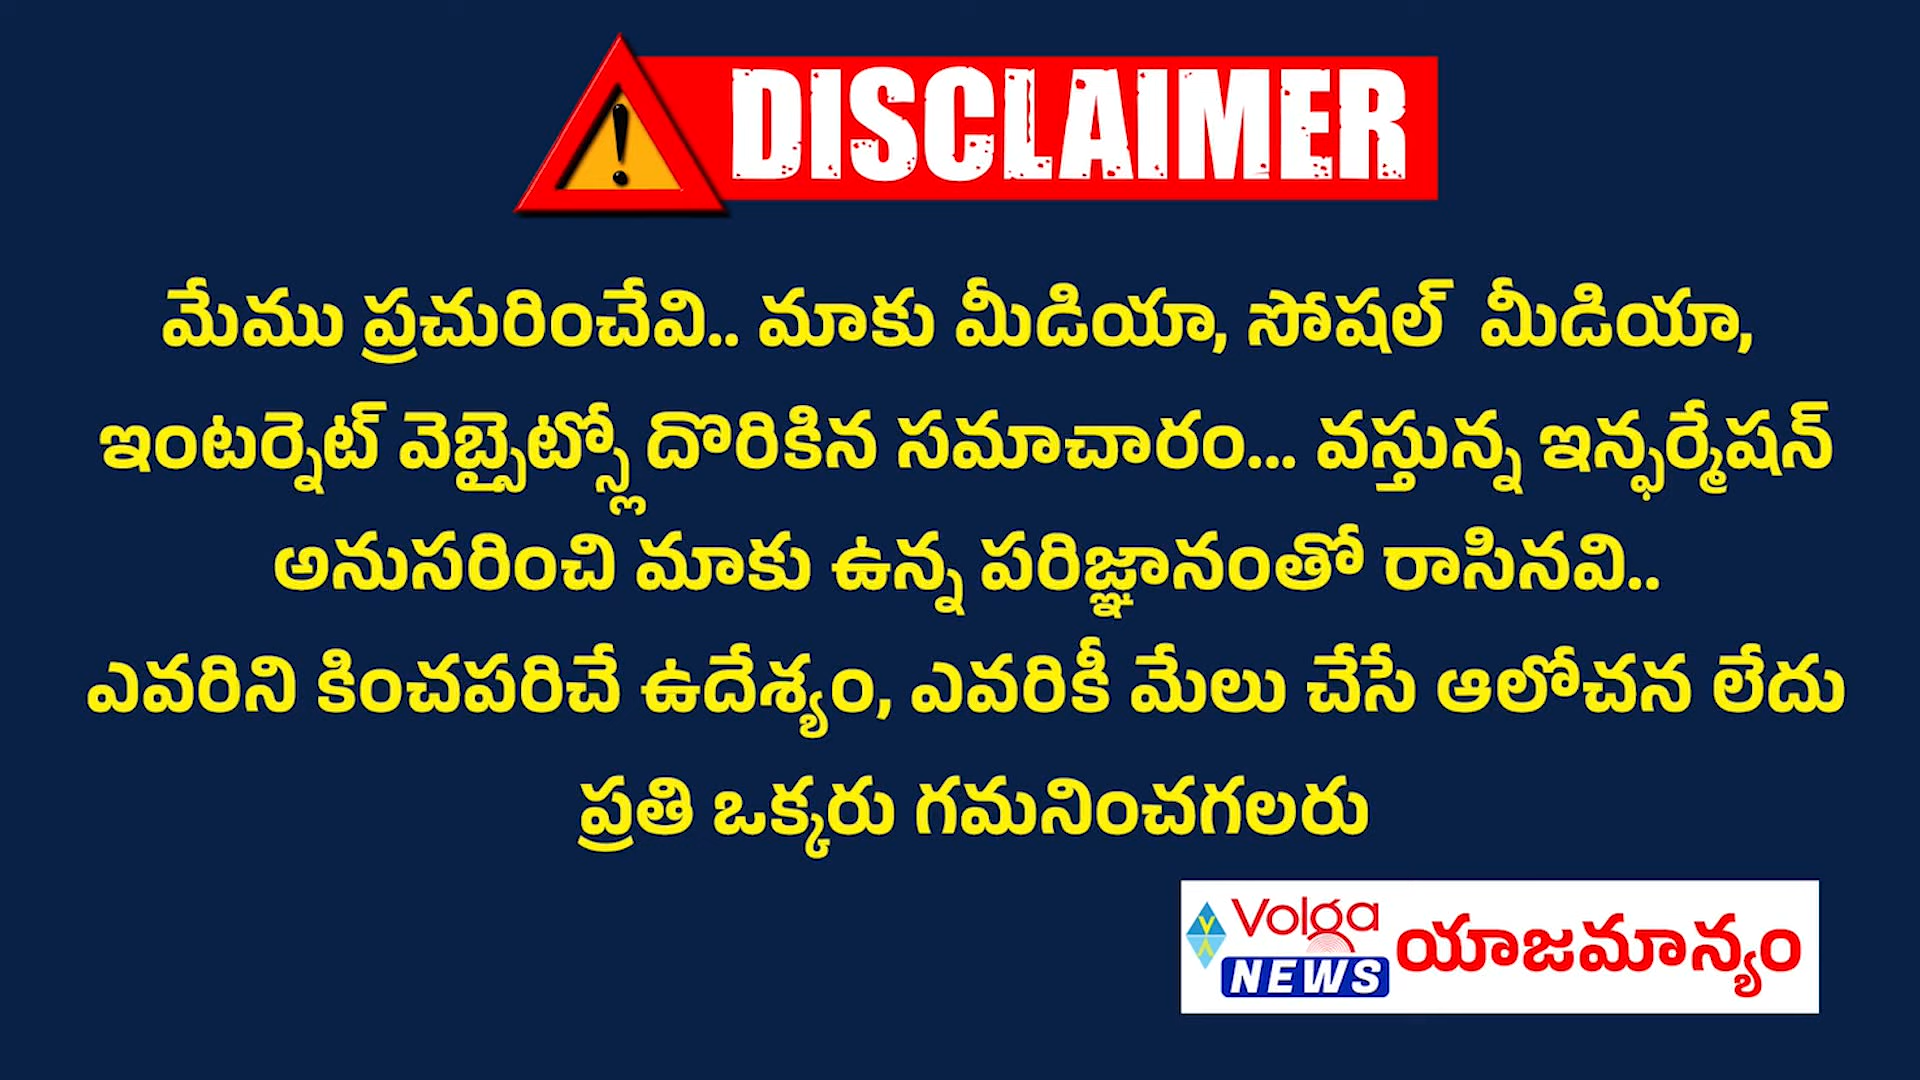 DISCLAIMER
మేము ప్రచురించేవి.. మాకు మీడియా, సోషల్ మీడియా,
ఇంటర్నెట్ వెబ్సైట్స్లో దొరికిన సమాచారం... వస్తున్న ఇన్ఫర్మేషన్
అనుసరించి మాకు ఉన్న పరిజ్ఞానంతో రాసినవి..
ఎవరిని కించపరిచే ఉదేశ్యం, ఎవరికీ మేలు చేసే ఆలోచన లేదు
ప్రతి ఒక్కరు గమనించగలరు
Volga NEWS యాజమాన్యం